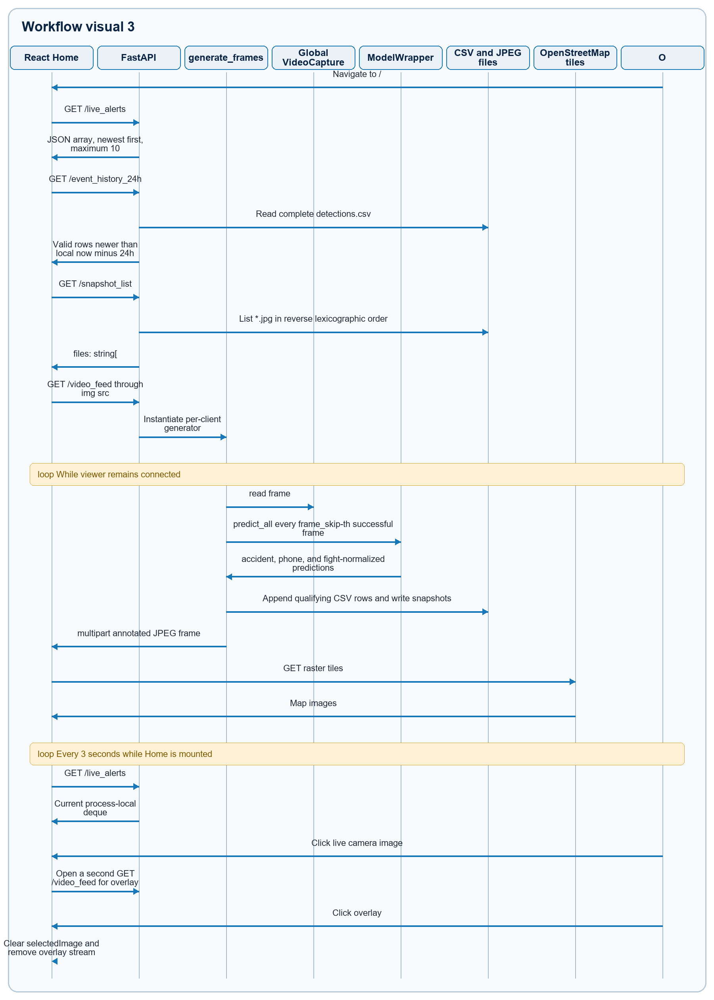 Workflow visual 3
React Home
FastAPI
generate_frames
Global
VideoCapture
ModelWrapper
CSV and JPEG
files
OpenStreetMap
tiles
O
Navigate to /
GET /live_alerts
JSON array, newest first,
maximum 10
GET /event_history_24h
Read complete detections.csv
Valid rows newer than
local now minus 24h
GET /snapshot_list
List *.jpg in reverse lexicographic order
files: string[
GET /video_feed through
img src
Instantiate per-client
generator
loop While viewer remains connected
read frame
predict_all every frame_skip-th successful
frame
accident, phone, and fight-normalized
predictions
Append qualifying CSV rows and write snapshots
multipart annotated JPEG frame
GET raster tiles
Map images
loop Every 3 seconds while Home is mounted
GET /live_alerts
Current process-local
deque
Click live camera image
Open a second GET
/video_feed for overlay
Click overlay
Clear selectedImage and
remove overlay stream